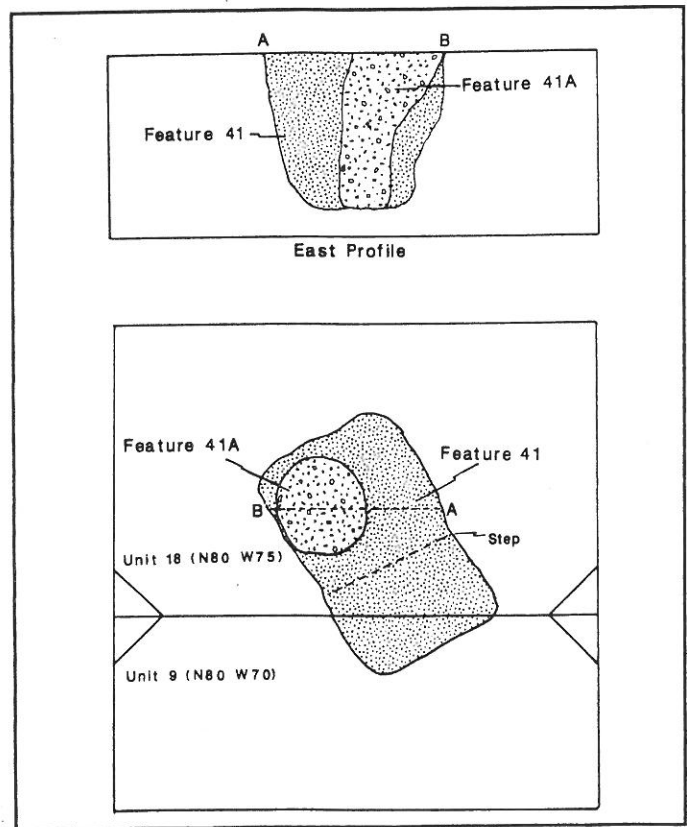 A B
Feature 41A
Feature 41
East Profile
Feature 41A
Feature 41
B A
Step
Unit 18 (N80 W75)
Unit 9 (N80 W70)